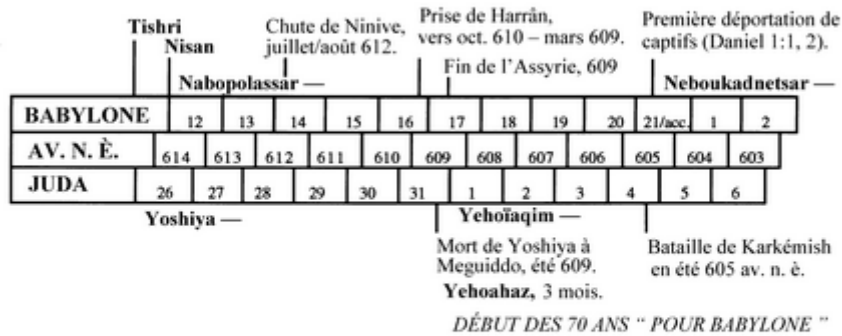 Tishri
Nisan
Chute de Ninive,
juillet/août 612.
Prise de Harrân,
vers oct. 610 – mars 609.
Fin de l’Assyrie, 609
Première déportation de
captifs (Daniel 1:1, 2).
Nabopolassar —
Neboukadnetsar —
BABYLONE 12 13 14 15 16 17 18 19 20 21/acc. 1 2
AV. N. È. 614 613 612 611 610 609 608 607 606 605 604 603
JUDA 26 27 28 29 30 31 1 2 3 4 5 6
Yoshiya —
Yehoïaqim —
Mort de Yoshiya à
Meguiddo, été 609.
Yehoahaz, 3 mois.
Bataille de Karkémish
en été 605 av. n. è.
DÉBUT DES 70 ANS “ POUR BABYLONE ”